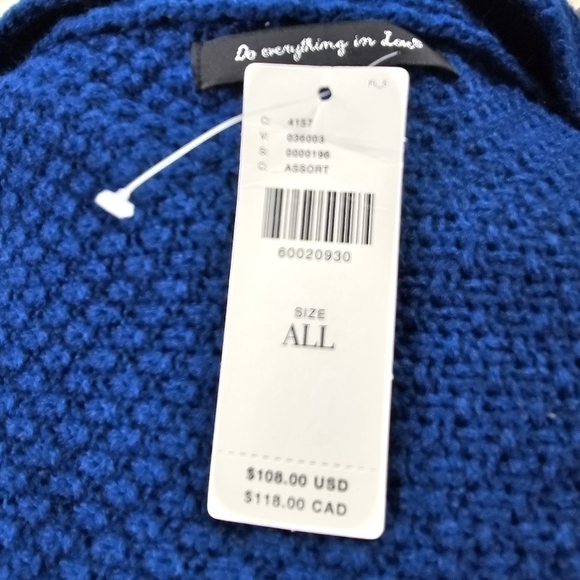 Do everything in Love
D: 4157
V: 036003
S: 0000196
C: ASSORT
60020930
SIZE
ALL
$108.00 USD
$118.00 CAD